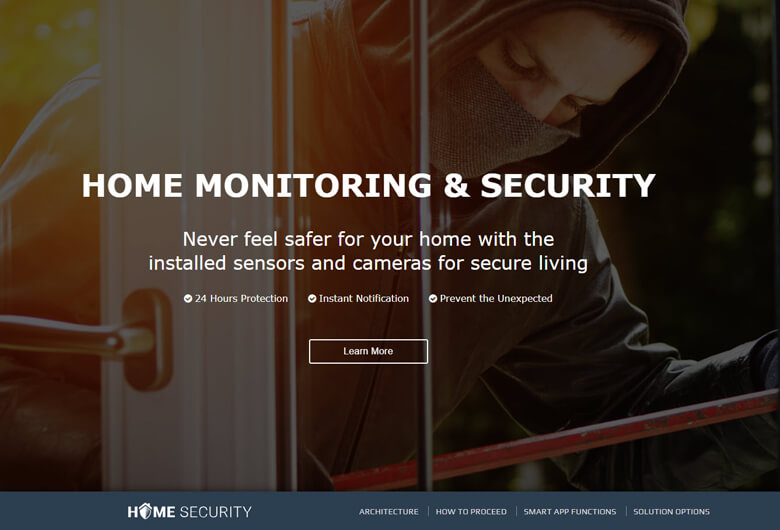 HOME MONITORING & SECURITY
Never feel safer for your home with the
installed sensors and cameras for secure living
24 Hours Protection Instant Notification Prevent the Unexpected
Learn More
HOME SECURITY ARCHITECTURE HOW TO PROCEED SMART APP FUNCTIONS SOLUTION OPTIONS